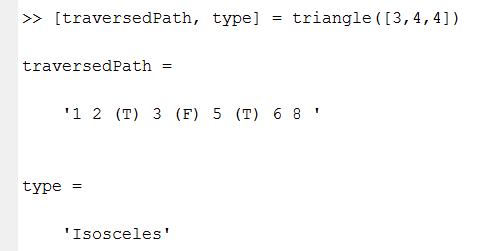 >> [traversedPath, type] = triangle([3,4,4])
traversedPath =
'1 2 (T) 3 (F) 5 (T) 6 8 '
type =
'Isosceles'